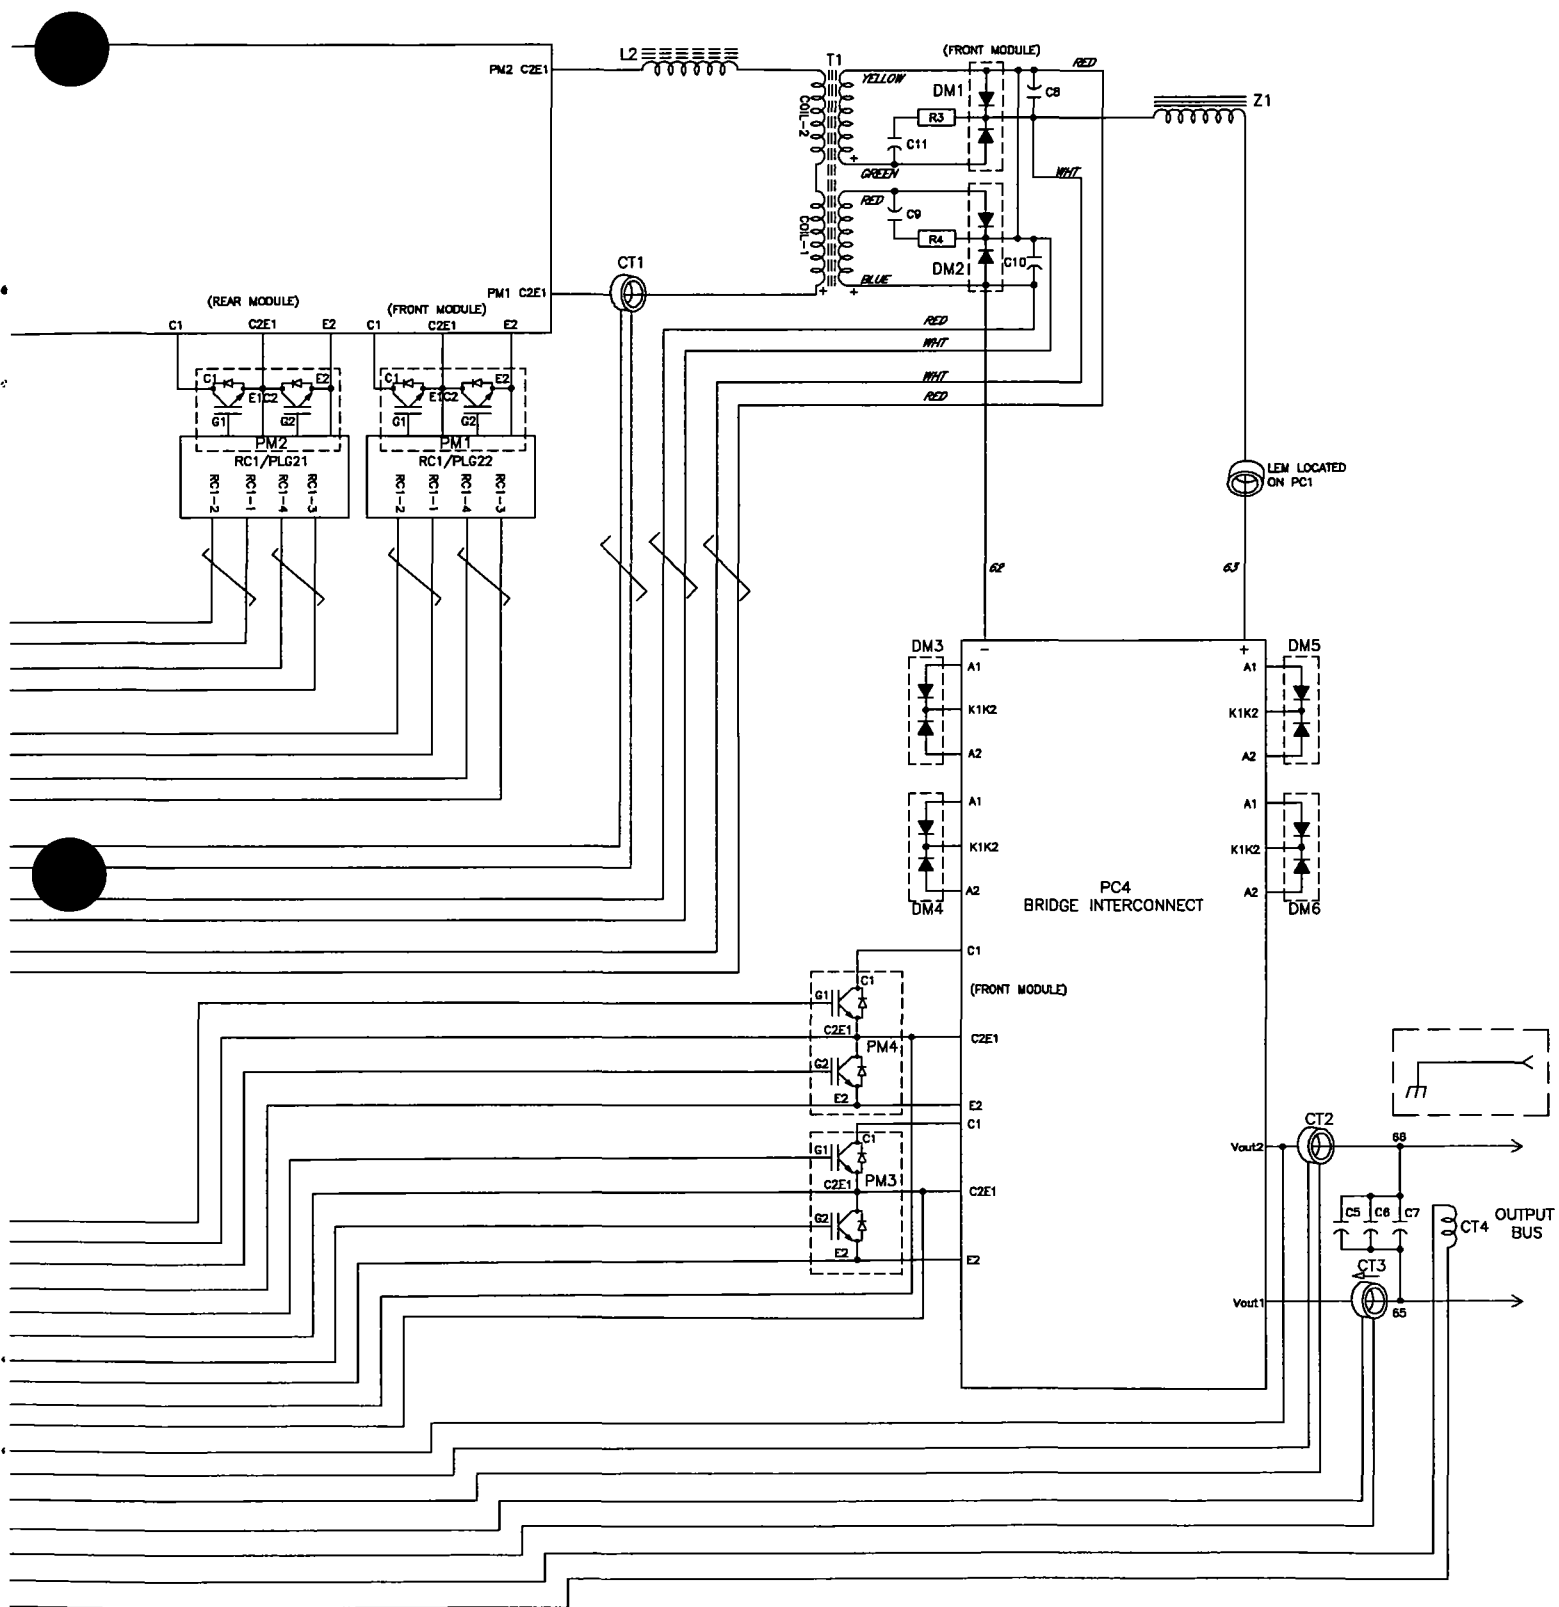 L2
T1
(FRONT MODULE)
RED
PM2 C2E1
YELLOW
DM1
C8
Z1
COIL-2
R3
C11
+
GREEN
WHT
RED
C9
COIL-1
R4
CT1
DM2
C10
BLUE
+
+
PM1 C2E1
(REAR MODULE)
(FRONT MODULE)
C1
C2E1
E2
C1
C2E1
E2
RED
WHT
WHT
RED
C1
E2
E1C2
G1
G2
PM2
RC1/PLG21
RC1-2
RC1-1
RC1-4
RC1-3
C1
E2
E1C2
G1
G2
PM1
RC1/PLG22
RC1-2
RC1-1
RC1-4
RC1-3
LEM LOCATED
ON PC1
62
63
DM3
-
+
DM5
A1
A1
K1K2
K1K2
A2
A2
A1
A1
K1K2
K1K2
A2
A2
DM4
DM6
PC4
BRIDGE INTERCONNECT
C1
(FRONT MODULE)
C1
G1
C2E1
PM4
C2E1
G2
E2
E2
C1
C1
G1
PM3
C2E1
C2E1
G2
E2
E2
CT2
Vout2
66
C5
C6
C7
CT4
OUTPUT
BUS
CT3
Vout1
65